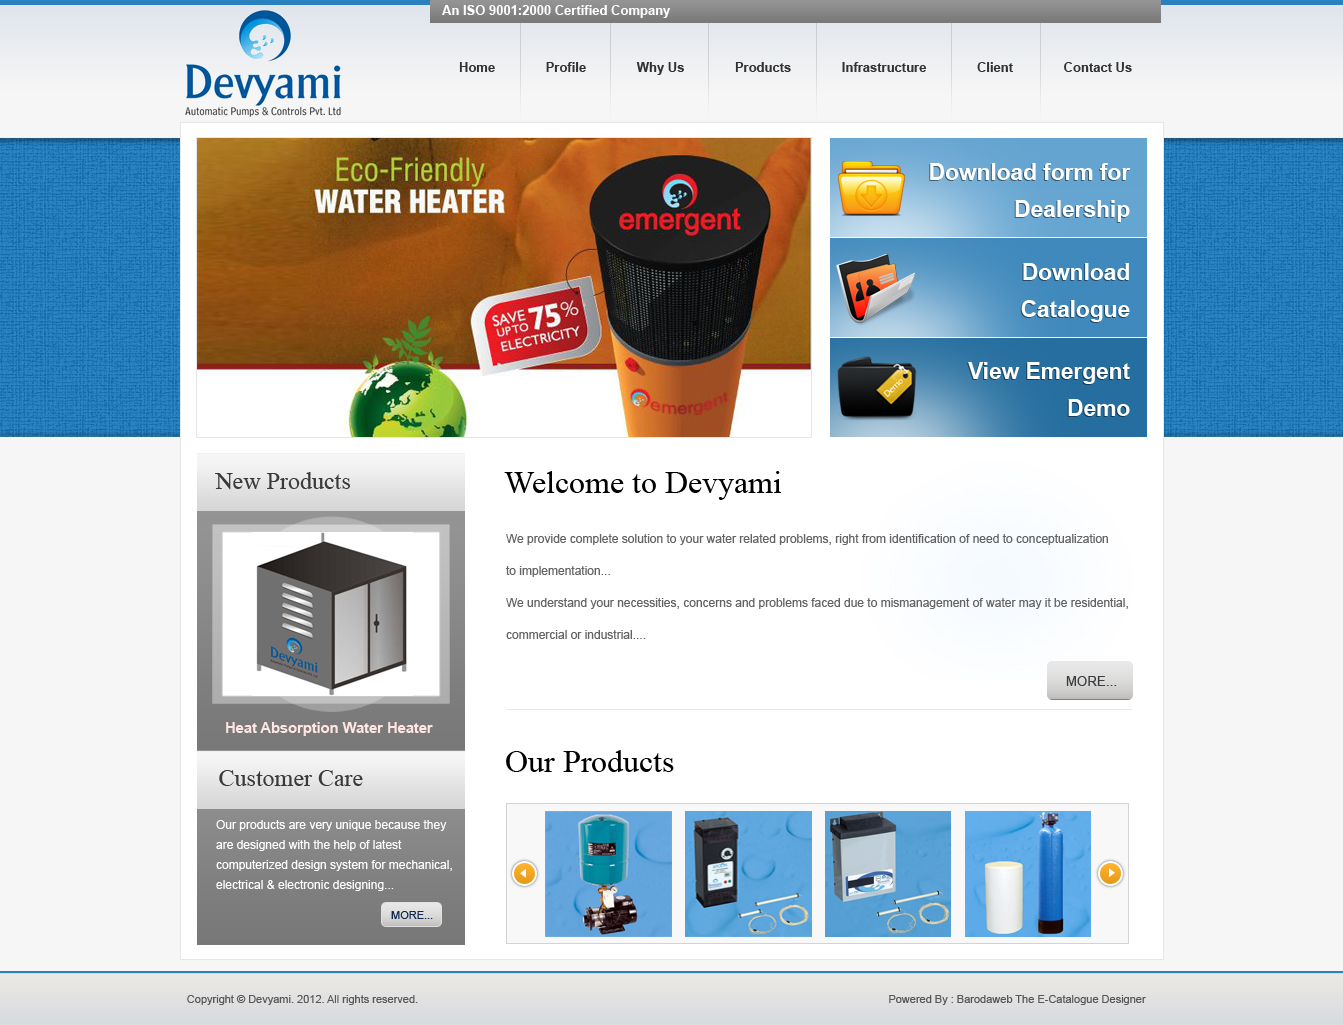 An ISO 9001:2000 Certified Company
Devyami
Automatic Pumps & Controls Pvt. Ltd
Home
Profile
Why Us
Products
Infrastructure
Client
Contact Us
Eco-Friendly
WATER HEATER
emergent
SAVE
UPTO 75%
ELECTRICITY
emergent
Download form for
Dealership
Download
Catalogue
Demo
View Emergent
Demo
New Products
Devyami
Heat Absorption Water Heater
Customer Care
Our products are very unique because they
are designed with the help of latest
computerized design system for mechanical,
electrical & electronic designing...
MORE...
Welcome to Devyami
We provide complete solution to your water related problems, right from identification of need to conceptualization
to implementation...
We understand your necessities, concerns and problems faced due to mismanagement of water may it be residential,
commercial or industrial....
MORE...
Our Products
Copyright © Devyami. 2012. All rights reserved.
Powered By : Barodaweb The E-Catalogue Designer